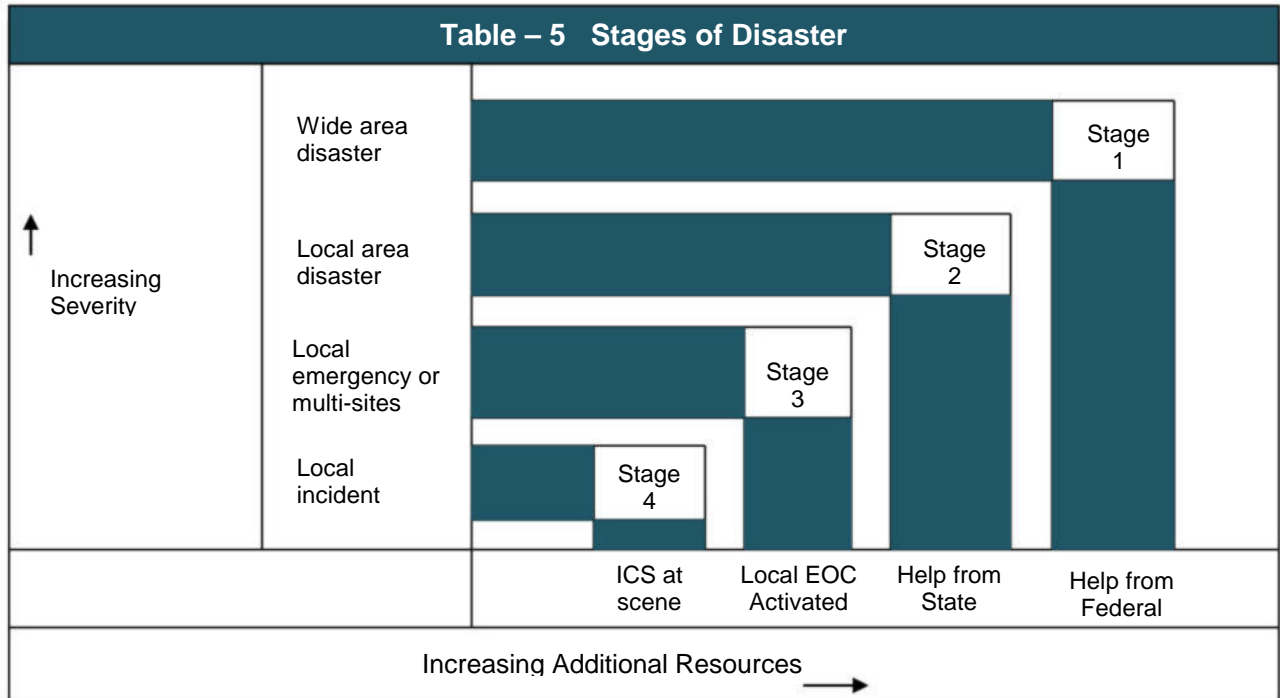 Table – 5 Stages of Disaster
Wide area
disaster
Stage
1
Local area
disaster
Stage
2
Increasing
Severity
Local
emergency or
multi-sites
Stage
3
Local
incident
Stage
4
ICS at
scene
Local EOC
Activated
Help from
State
Help from
Federal
Increasing Additional Resources